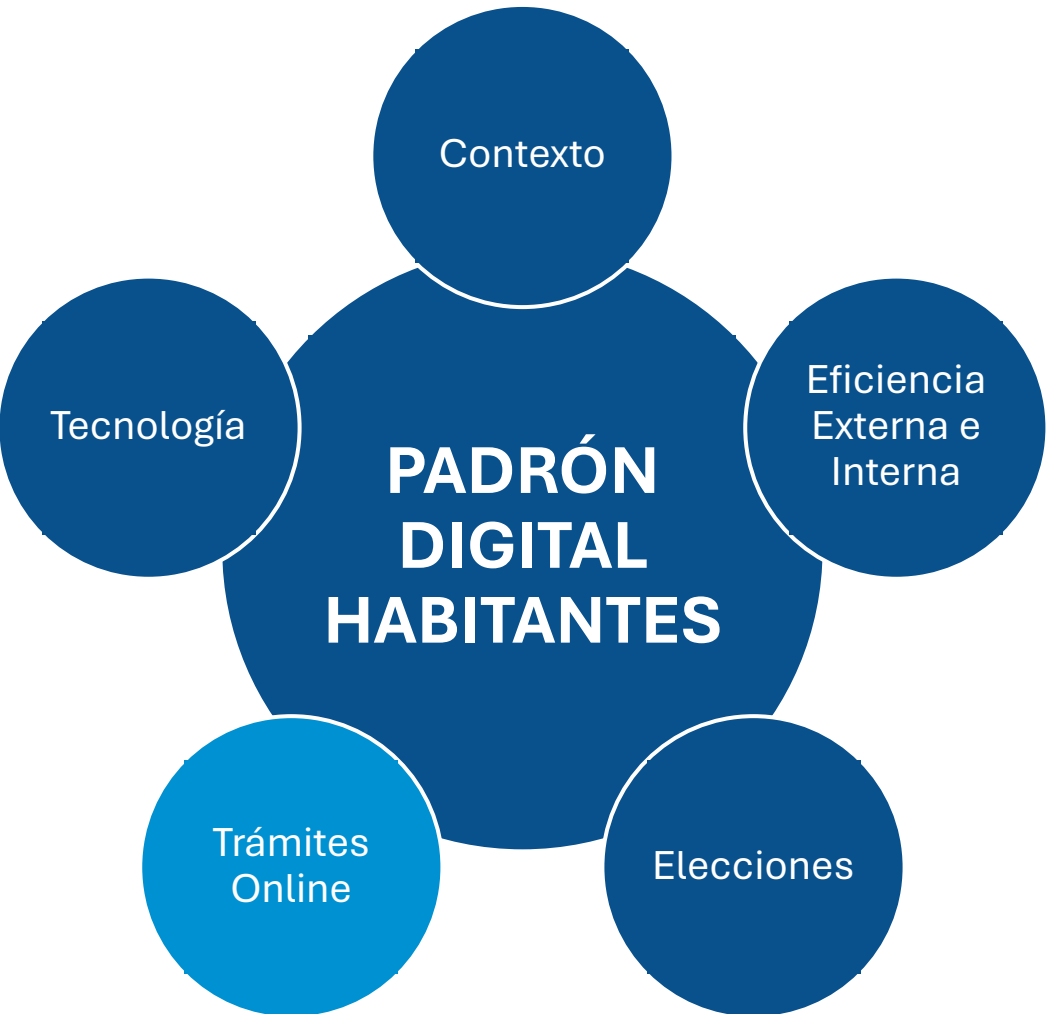 Contexto
Eficiencia
Externa e
Interna
Tecnología
PADRÓN
DIGITAL
HABITANTES
Trámites
Online
Elecciones